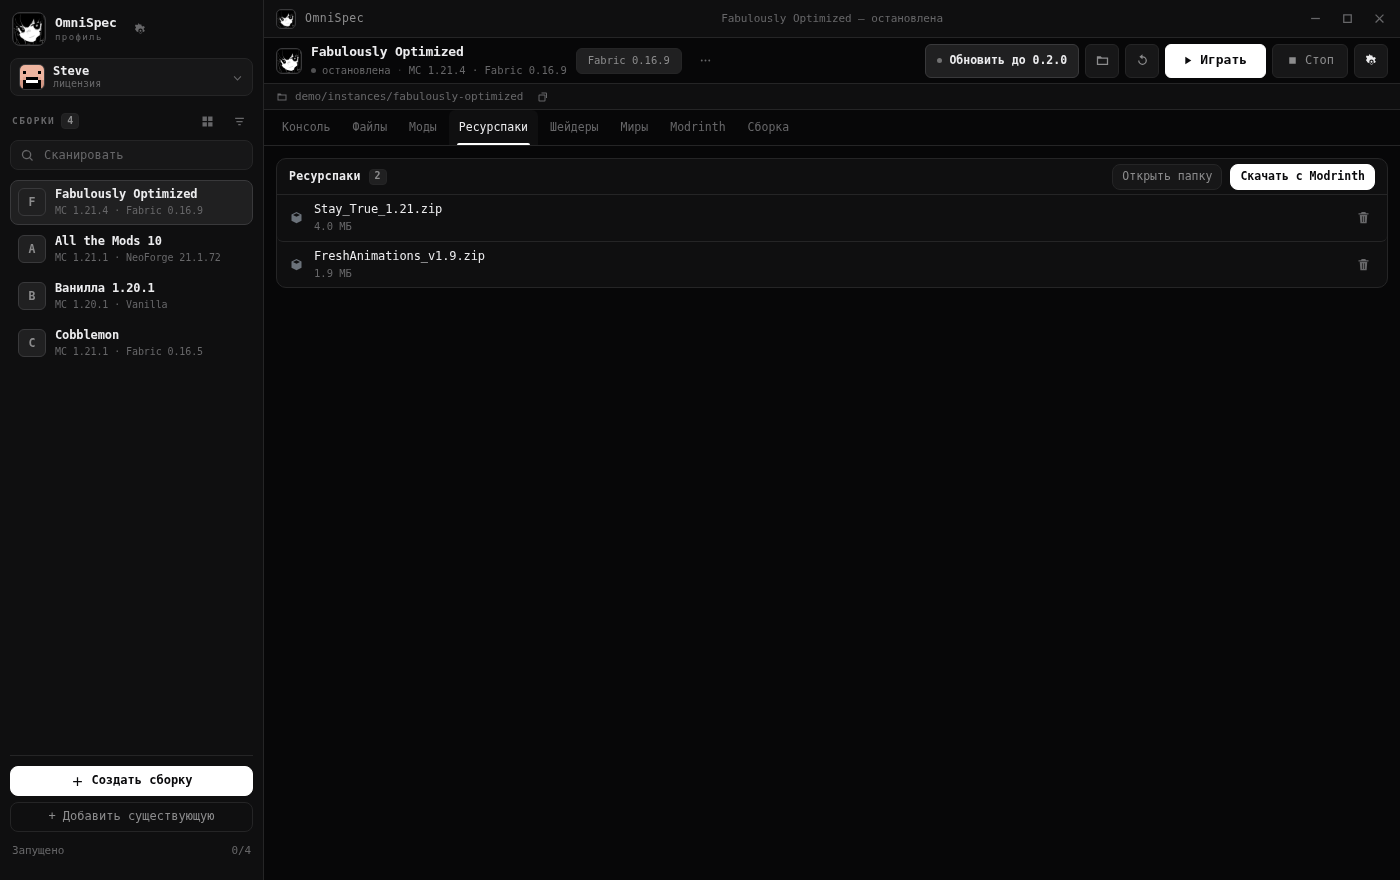 OmniSpec
профиль
Steve
лицензия
СБОРКИ 4
Сканировать
F Fabulously Optimized
MC 1.21.4 · Fabric 0.16.9
A All the Mods 10
MC 1.21.1 · NeoForge 21.1.72
B Ванилла 1.20.1
MC 1.20.1 · Vanilla
C Cobblemon
MC 1.21.1 · Fabric 0.16.5
+ Создать сборку
+ Добавить существующую
Запущено 0/4
OmniSpec Fabulously Optimized — остановлена
Fabulously Optimized
остановлена · MC 1.21.4 · Fabric 0.16.9
Fabric 0.16.9
···
Обновить до 0.2.0
Играть
Стоп
demo/instances/fabulously-optimized
Консоль Файлы Моды Ресурспаки Шейдеры Миры Modrinth Сборка
Ресурспаки 2 Открыть папку Скачать с Modrinth
Stay_True_1.21.zip
4.0 МБ
FreshAnimations_v1.9.zip
1.9 МБ